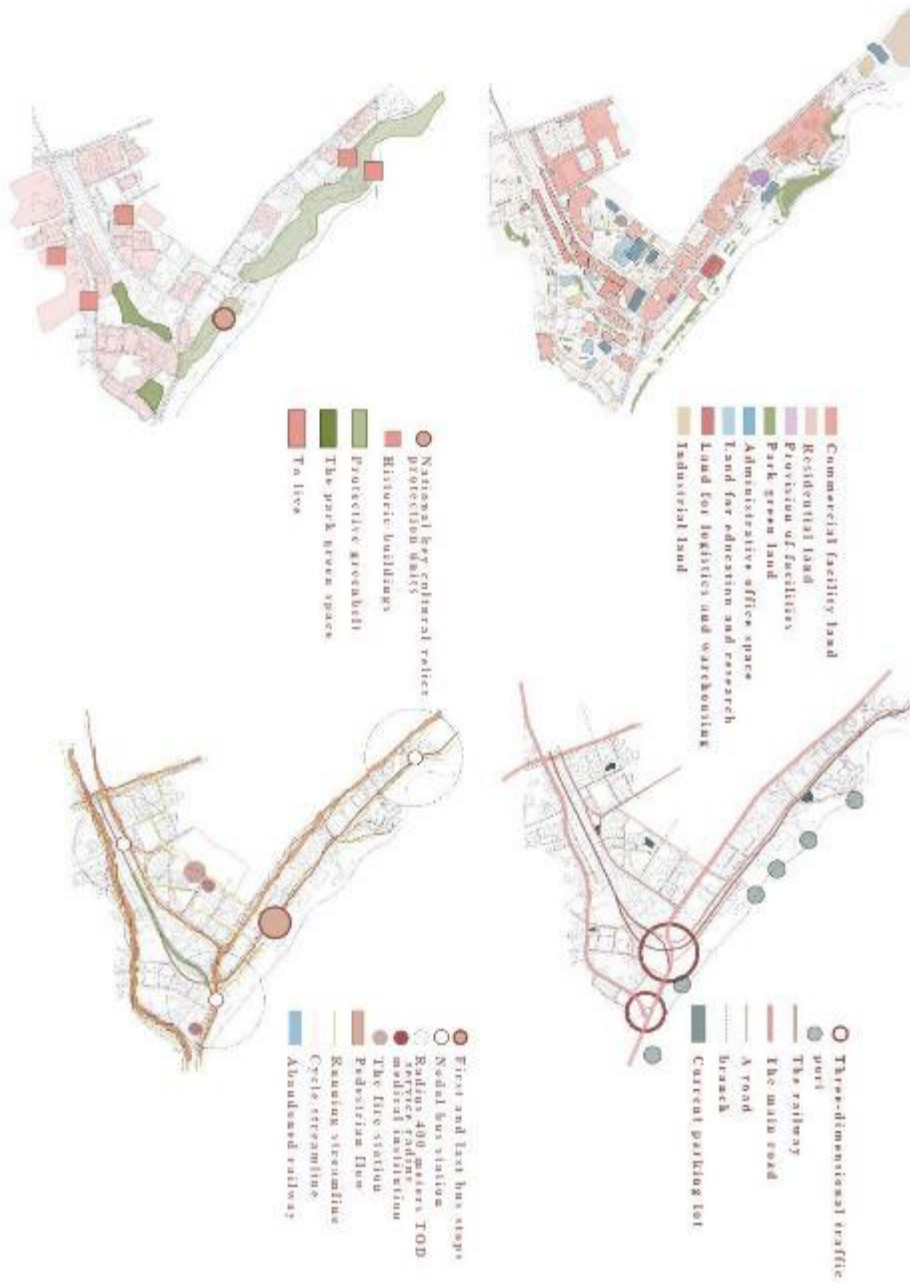 National key cultural relics
protection units
Historic buildings
Protective greenbelt
The park green space
To live
Commercial facility land
Residential land
Provision of facilities
Park green land
Administrative office space
Land for education and research
Land for logistics and warehousing
Industrial land
First and last bus stops
Nodal bus station
Radius 400 meters TOD
service radius
medical institution
The fire station
Pedestrian flow
Running streamline
Cycle streamline
Abandoned railway
Three-dimensional traffic
port
The railway
The main road
A road
branch
Current parking lot